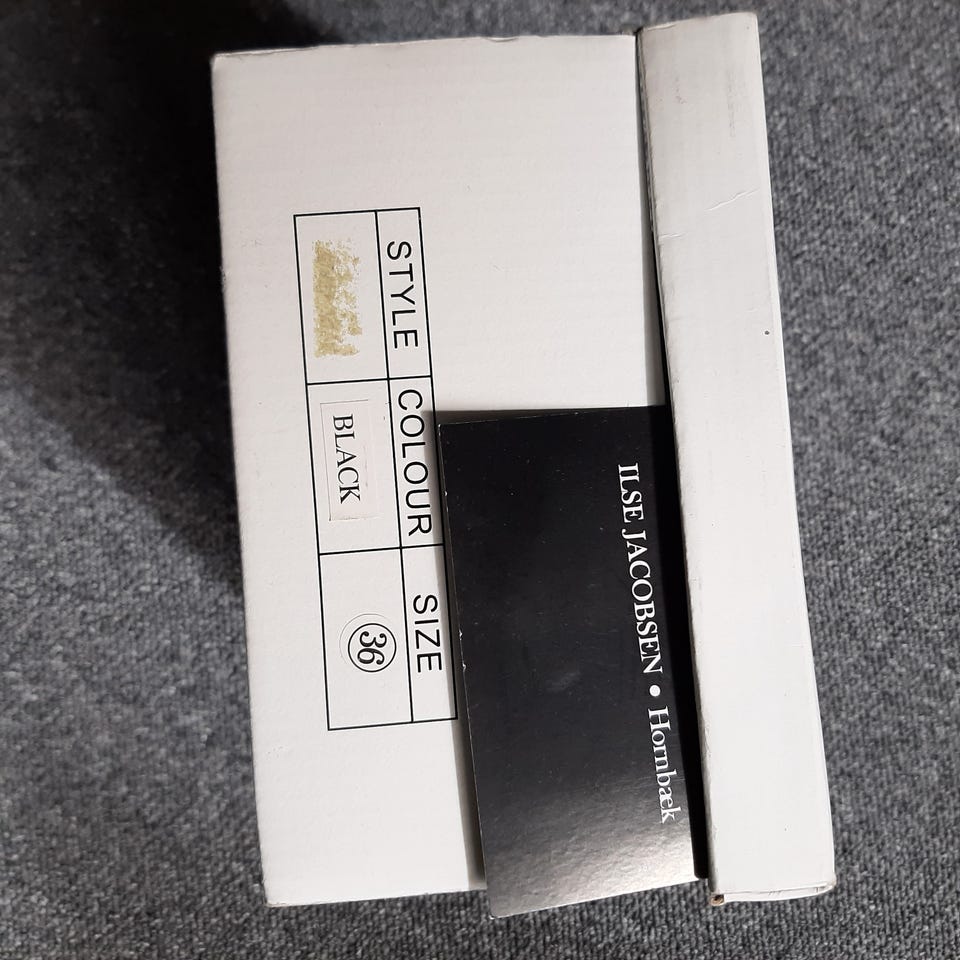 ILSE JACOBSEN • Hornbæk
STYLE COLOUR SIZE
BLACK 36